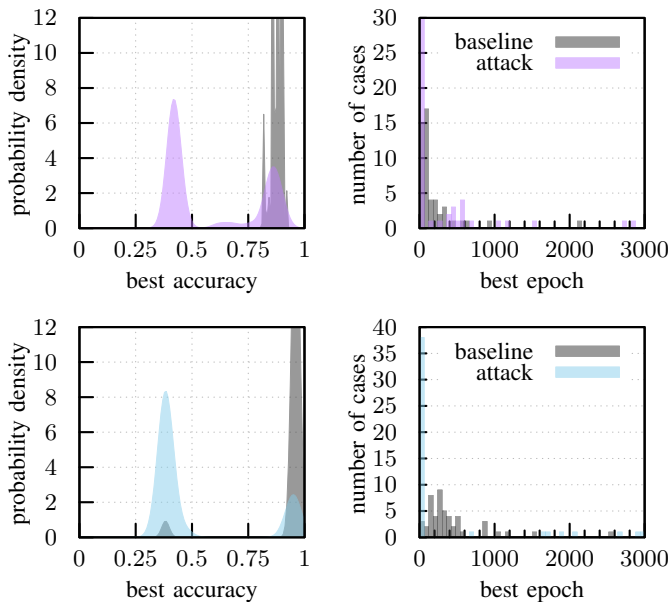 probability density
12
10
8
6
4
2
0
0 0.25 0.5 0.75 1
best accuracy
number of cases
30
25
20
15
10
5
0
baseline
attack
0 1000 2000 3000
best epoch
probability density
12
10
8
6
4
2
0
0 0.25 0.5 0.75 1
best accuracy
number of cases
40
35
30
25
20
15
10
5
0
baseline
attack
0 1000 2000 3000
best epoch